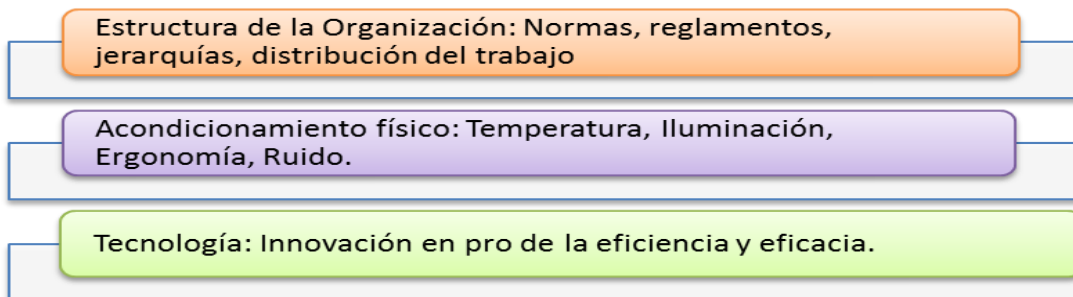 Estructura de la Organización: Normas, reglamentos,
jerarquías, distribución del trabajo
Acondicionamiento físico: Temperatura, Iluminación,
Ergonomía, Ruido.
Tecnología: Innovación en pro de la eficiencia y eficacia.